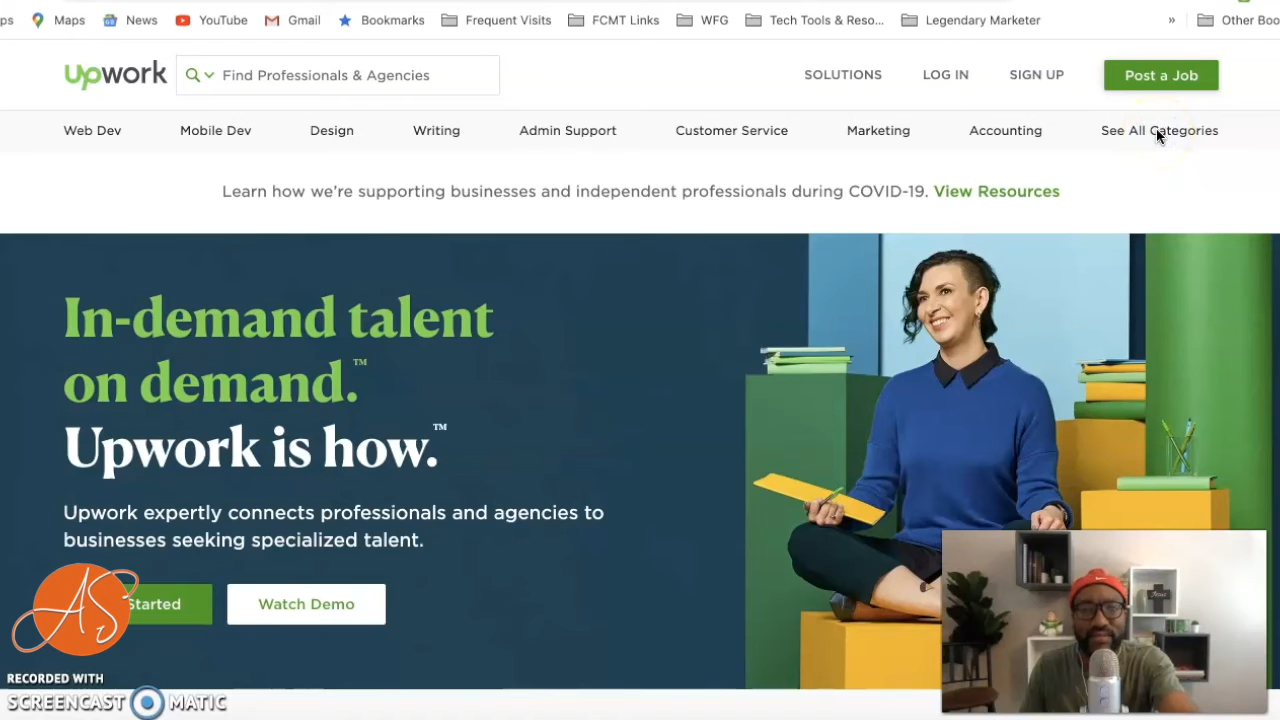 ps Maps News YouTube Gmail Bookmarks Frequent Visits FCMT Links WFG Tech Tools & Reso... Legendary Marketer » Other Boo
upwork Find Professionals & Agencies SOLUTIONS LOG IN SIGN UP Post a Job
Web Dev Mobile Dev Design Writing Admin Support Customer Service Marketing Accounting See All Categories
Learn how we're supporting businesses and independent professionals during COVID-19. View Resources
In-demand talent
on demand.™
Upwork is how.™
Upwork expertly connects professionals and agencies to
businesses seeking specialized talent.
Started Watch Demo
AS
RECORDED WITH
SCREENCAST MATIC